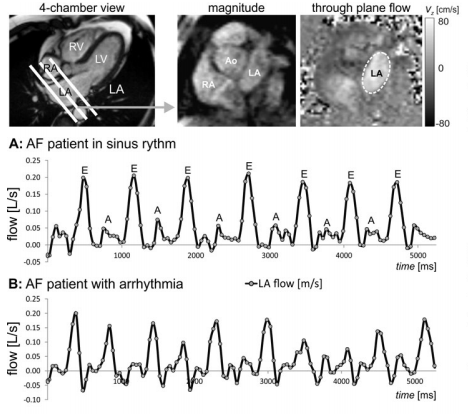 4-chamber view
magnitude
through plane flow
Vz [cm/s]
80
-80
RV
LV
RA
LA
LA
Ao
LA
RA
LA
A: AF patient in sinus rythm
flow [L/s]
0.25
0.20
0.15
0.10
0.05
0.00
-0.05
E E E E E E E
A A A A A A
1000 2000 3000 4000 5000
time [ms]
B: AF patient with arrhythmia
LA flow [m/s]
flow [L/s]
0.25
0.20
0.15
0.10
0.05
0.00
-0.05
-0.10
1000 2000 3000 4000 5000
time [ms]